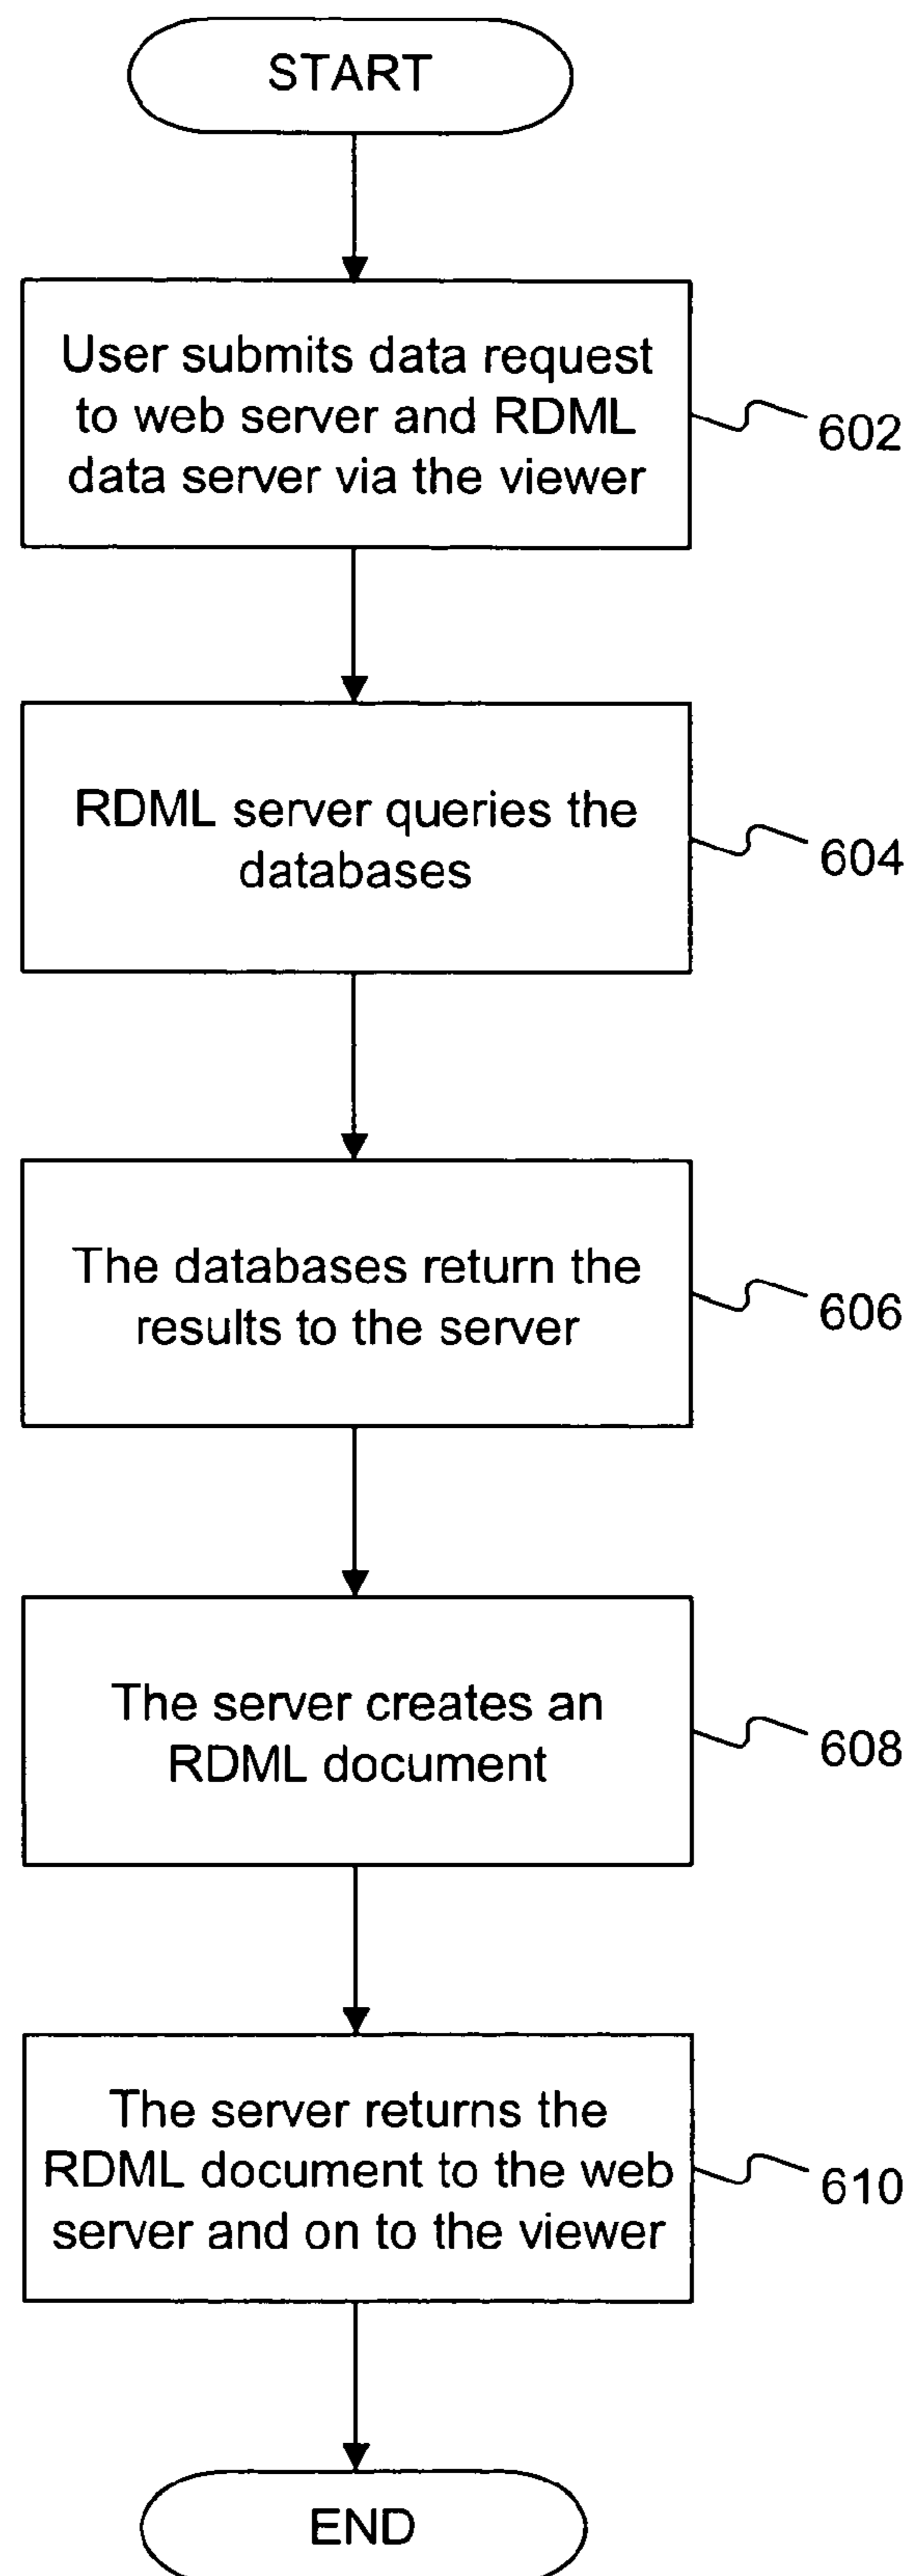 START
User submits data request
to web server and RDML
data server via the viewer
602
RDML server queries the
databases
604
The databases return the
results to the server
606
The server creates an
RDML document
608
The server returns the
RDML document to the web
server and on to the viewer
610
END